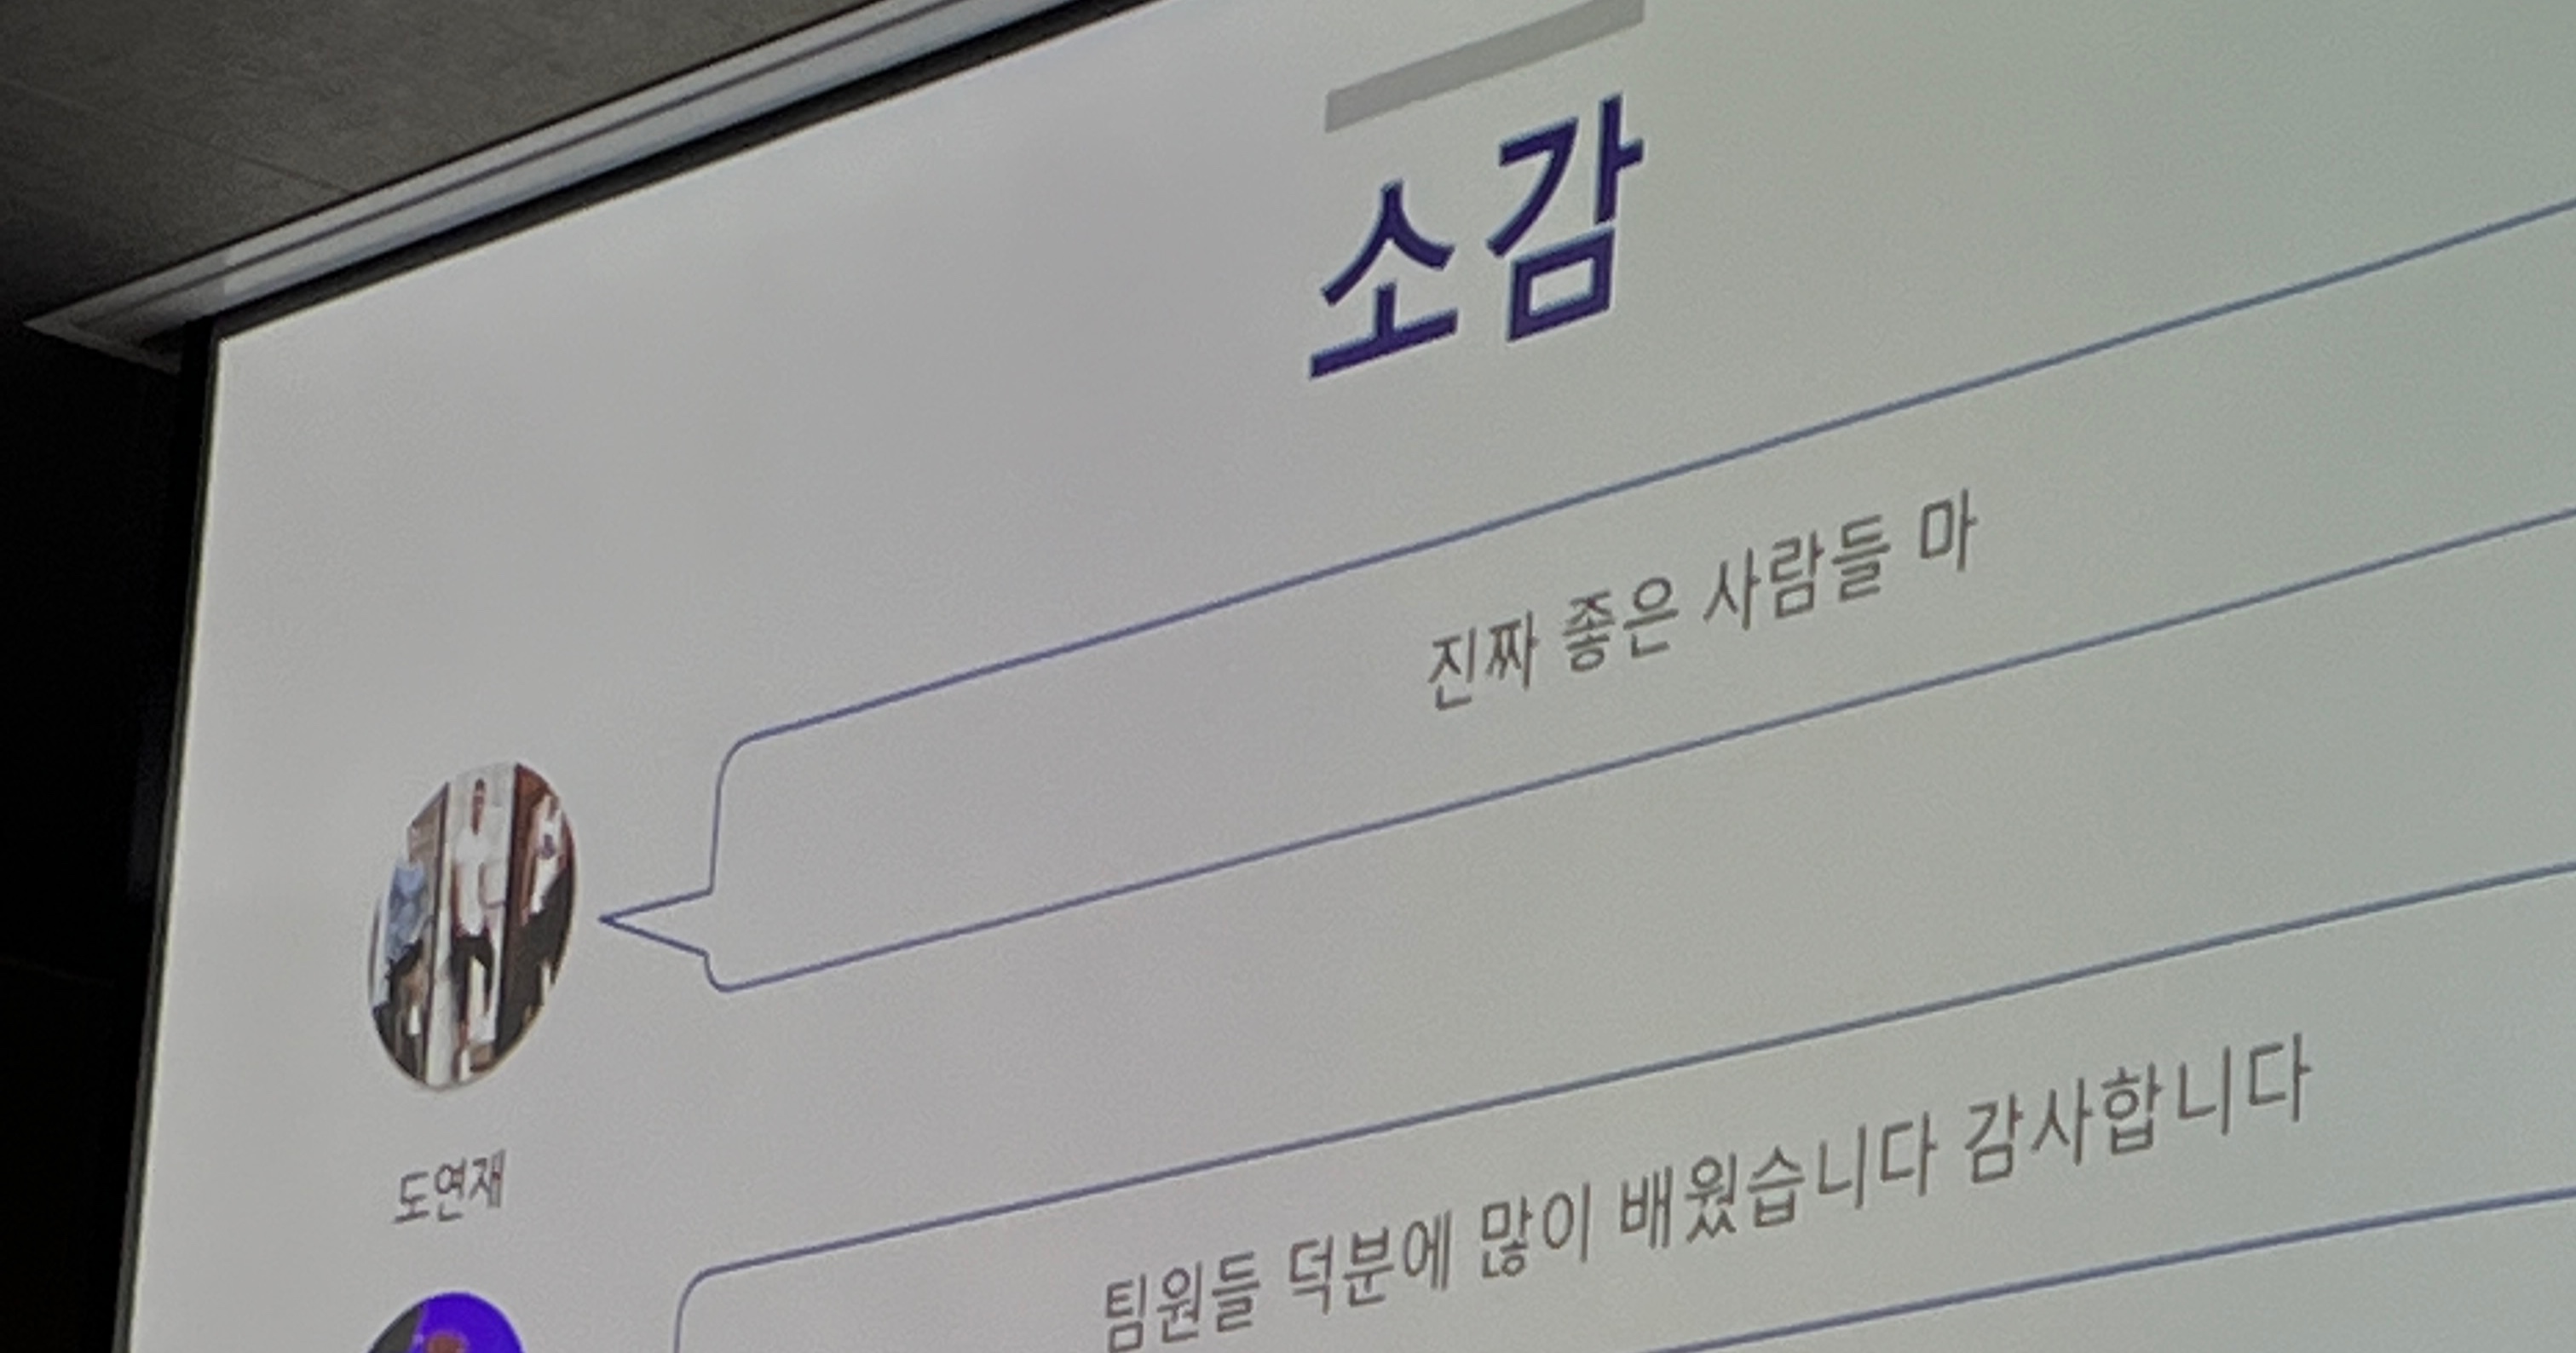 소감
진짜 좋은 사람들 마
도연재
팀원들 덕분에 많이 배웠습니다 감사합니다